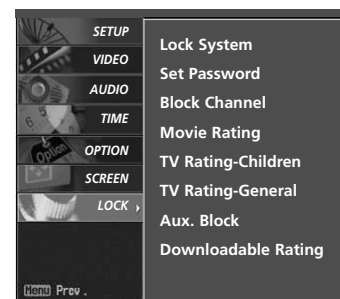 SETUP
VIDEO
AUDIO
TIME
OPTION
SCREEN
LOCK
Menu Prev.
Lock System
Set Password
Block Channel
Movie Rating
TV Rating-Children
TV Rating-General
Aux. Block
Downloadable Rating